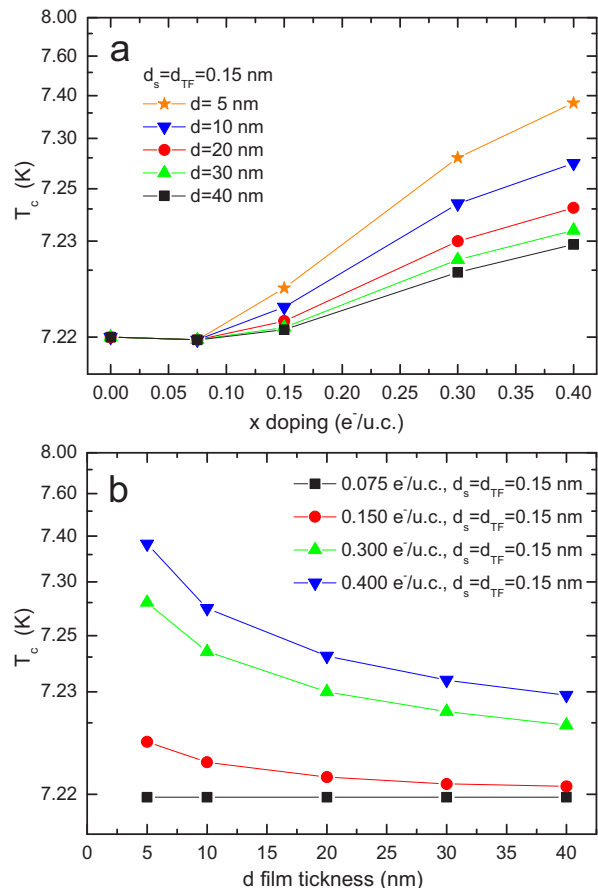 8.00
7.60
7.40
7.30
7.25
7.23
7.22
T_c (K)
a
d_s=d_TF=0.15 nm
d= 5 nm
d=10 nm
d=20 nm
d=30 nm
d=40 nm
0.00 0.05 0.10 0.15 0.20 0.25 0.30 0.35 0.40
x doping (e⁻/u.c.)
8.00
7.60
7.40
7.30
7.25
7.23
7.22
T_c (K)
b
0.075 e⁻/u.c., d_s=d_TF=0.15 nm
0.150 e⁻/u.c., d_s=d_TF=0.15 nm
0.300 e⁻/u.c., d_s=d_TF=0.15 nm
0.400 e⁻/u.c., d_s=d_TF=0.15 nm
0 5 10 15 20 25 30 35 40
d film tickness (nm)